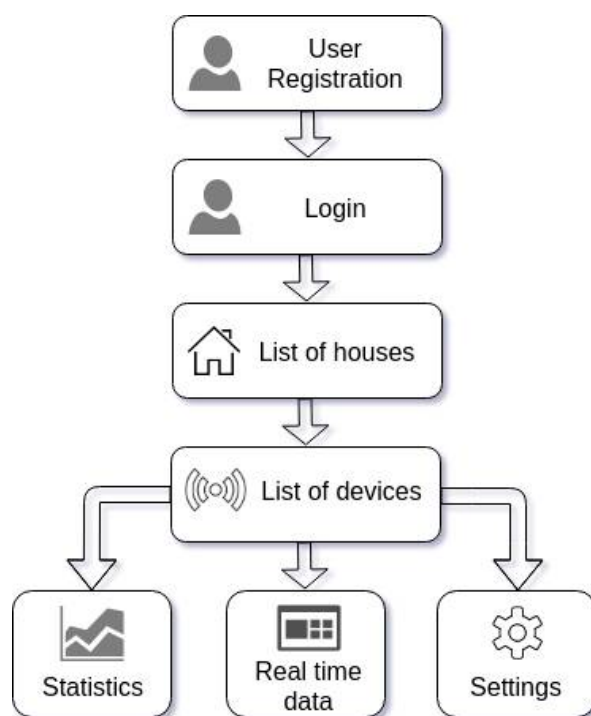 User
Registration
Login
List of houses
List of devices
Statistics
Real time
data
Settings